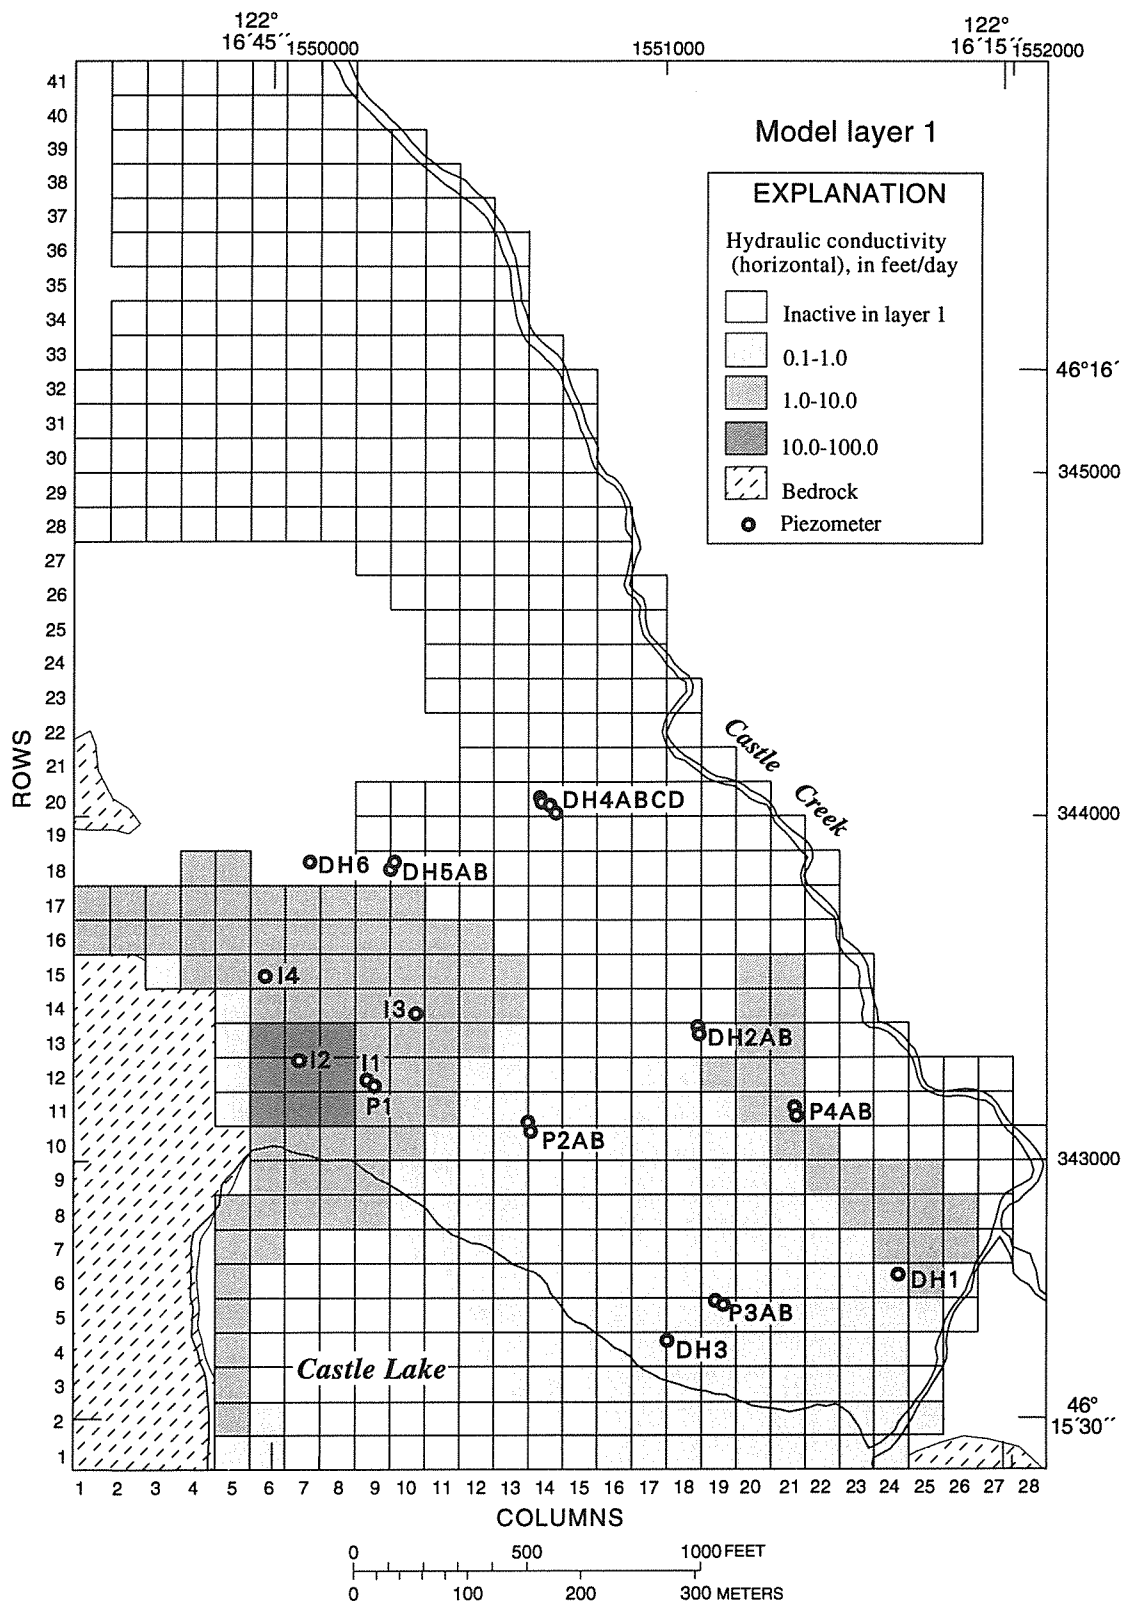 122°
16´45´´ 1550000
1551000
122°
16´15´´ 1552000
Model layer 1
EXPLANATION
Hydraulic conductivity
(horizontal), in feet/day
Inactive in layer 1
0.1-1.0
1.0-10.0
10.0-100.0
Bedrock
Piezometer
46°16´
345000
344000
343000
46°
15´30´´
ROWS
41
40
39
38
37
36
35
34
33
32
31
30
29
28
27
26
25
24
23
22
21
20
19
18
17
16
15
14
13
12
11
10
9
8
7
6
5
4
3
2
1
Castle
Creek
DH4ABCD
DH6
DH5AB
I4
I3
DH2AB
I2
I1
P1
P4AB
P2AB
DH1
P3AB
DH3
Castle Lake
1 2 3 4 5 6 7 8 9 10 11 12 13 14 15 16 17 18 19 20 21 22 23 24 25 26 27 28
COLUMNS
0 500 1000 FEET
0 100 200 300 METERS